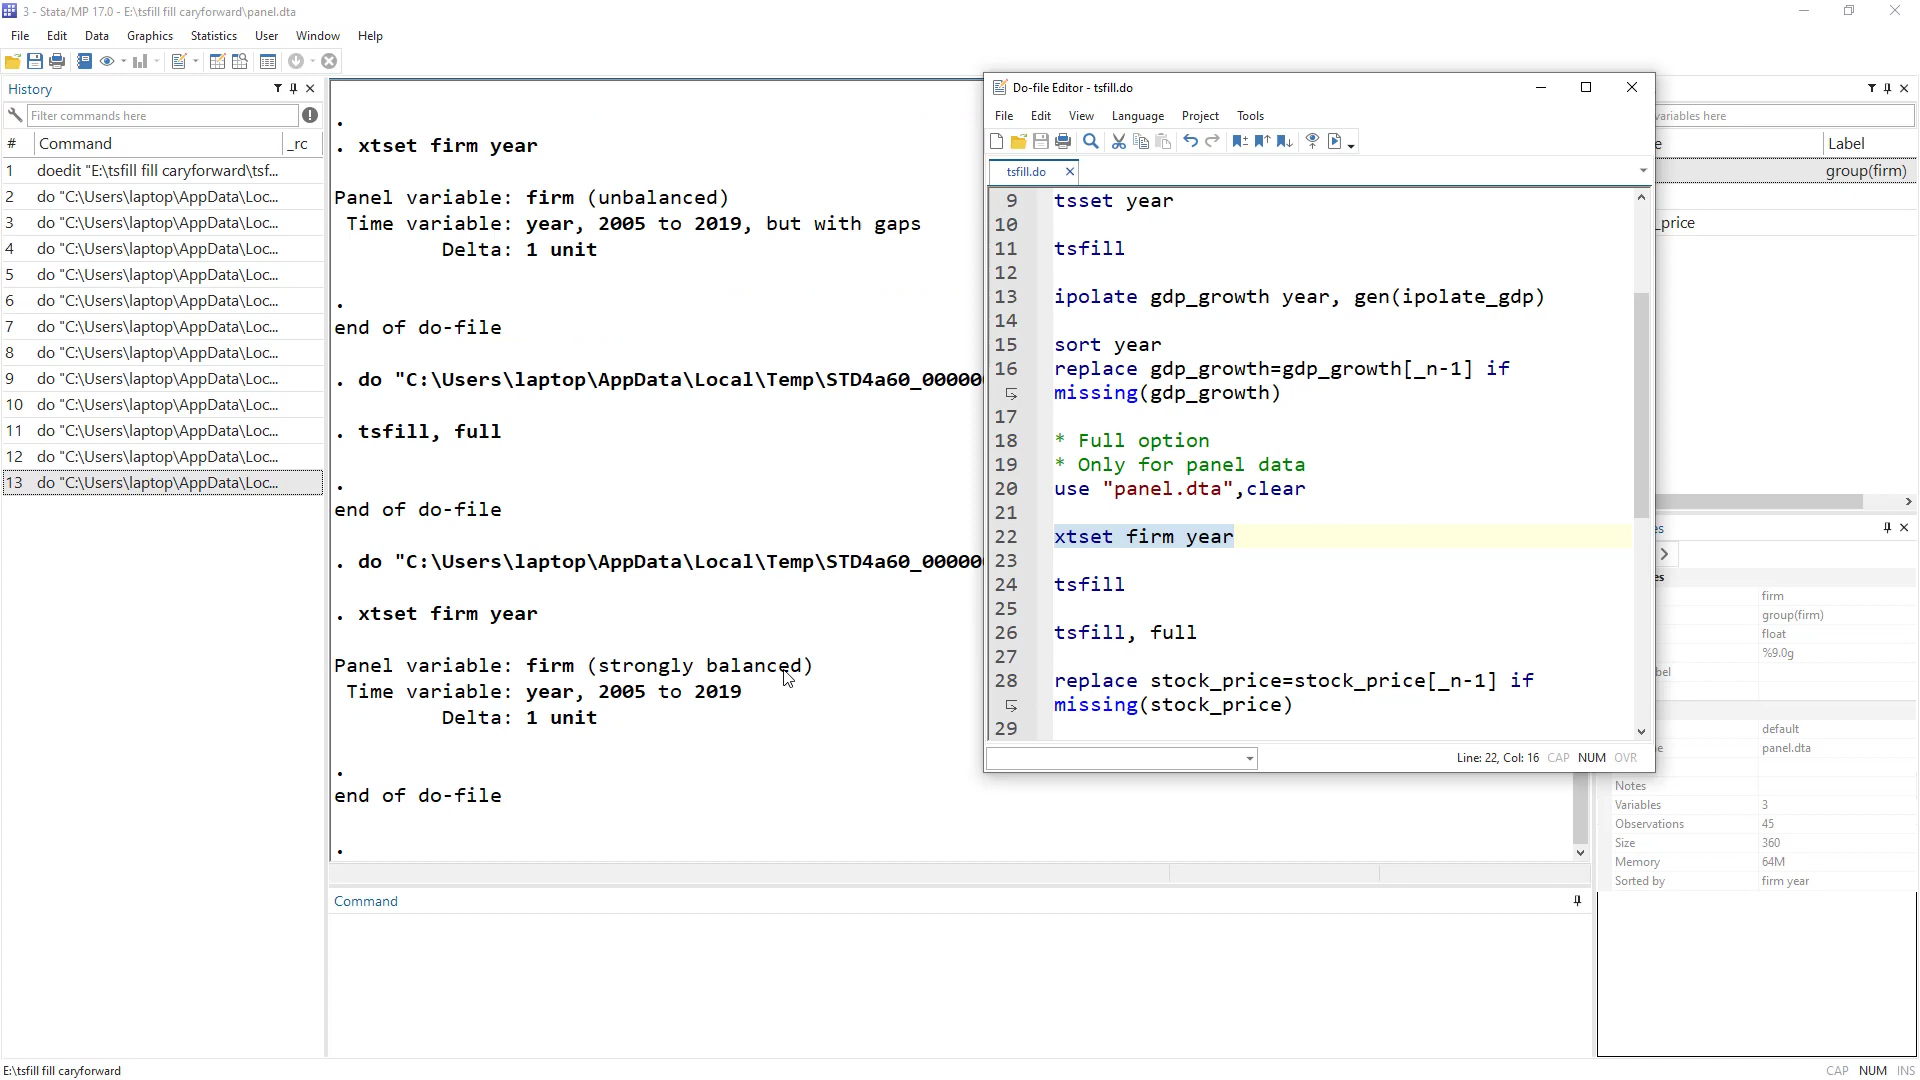 3 - Stata/MP 17.0 - E:\tsfill fill caryforward\panel.dta
File Edit Data Graphics Statistics User Window Help
History
Filter commands here
# Command _rc
1 doedit "E:\tsfill fill caryforward\tsf...
2 do "C:\Users\laptop\AppData\Loc...
3 do "C:\Users\laptop\AppData\Loc...
4 do "C:\Users\laptop\AppData\Loc...
5 do "C:\Users\laptop\AppData\Loc...
6 do "C:\Users\laptop\AppData\Loc...
7 do "C:\Users\laptop\AppData\Loc...
8 do "C:\Users\laptop\AppData\Loc...
9 do "C:\Users\laptop\AppData\Loc...
10 do "C:\Users\laptop\AppData\Loc...
11 do "C:\Users\laptop\AppData\Loc...
12 do "C:\Users\laptop\AppData\Loc...
13 do "C:\Users\laptop\AppData\Loc...
.
. xtset firm year
Panel variable: firm (unbalanced)
Time variable: year, 2005 to 2019, but with gaps
Delta: 1 unit
.
end of do-file
. do "C:\Users\laptop\AppData\Local\Temp\STD4a60_00000
. tsfill, full
.
end of do-file
. do "C:\Users\laptop\AppData\Local\Temp\STD4a60_00000
. xtset firm year
Panel variable: firm (strongly balanced)
Time variable: year, 2005 to 2019
Delta: 1 unit
.
end of do-file
.
Command
Do-file Editor - tsfill.do
File Edit View Language Project Tools
tsfill.do
9 tsset year
10
11 tsfill
12
13 ipolate gdp_growth year, gen(ipolate_gdp)
14
15 sort year
16 replace gdp_growth=gdp_growth[_n-1] if
missing(gdp_growth)
17
18 * Full option
19 * Only for panel data
20 use "panel.dta",clear
21
22 xtset firm year
23
24 tsfill
25
26 tsfill, full
27
28 replace stock_price=stock_price[_n-1] if
missing(stock_price)
29
Line: 22, Col: 16 CAP NUM OVR
variables here
e Label
group(firm)
_price
es
es
firm
group(firm)
float
%9.0g
bel
default
e panel.dta
Notes
Variables 3
Observations 45
Size 360
Memory 64M
Sorted by firm year
E:\tsfill fill caryforward
CAP NUM INS